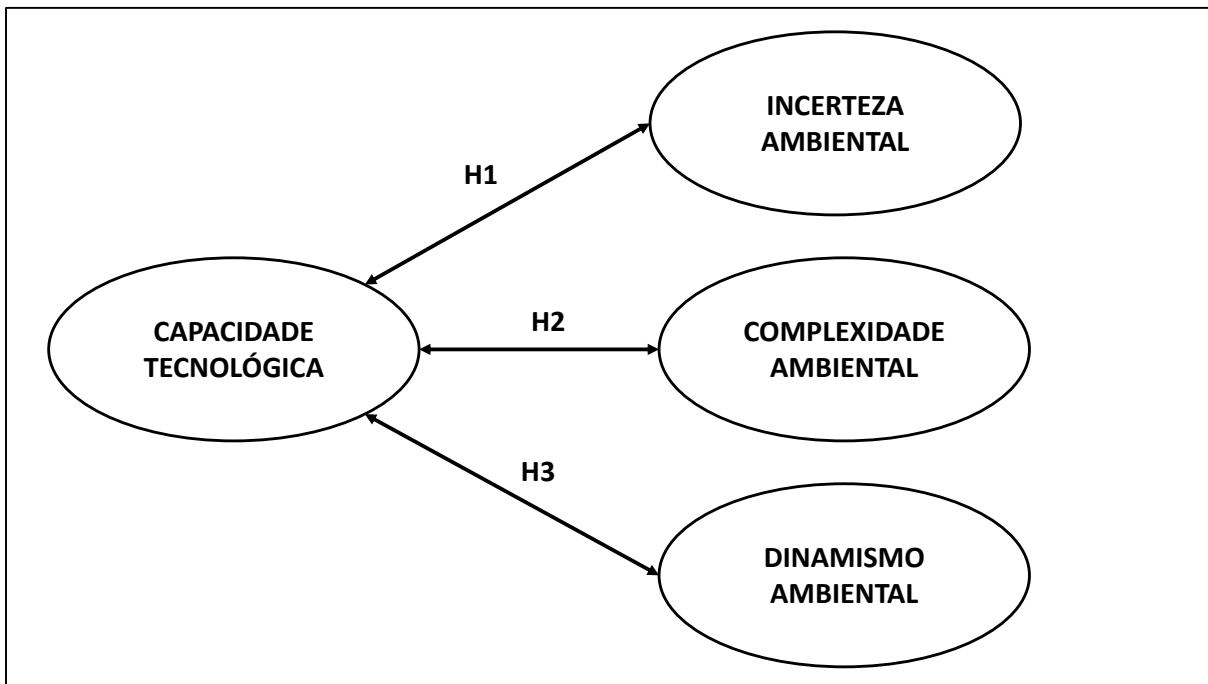 INCERTEZA
AMBIENTAL
H1
CAPACIDADE
TECNOLÓGICA
H2
COMPLEXIDADE
AMBIENTAL
H3
DINAMISMO
AMBIENTAL